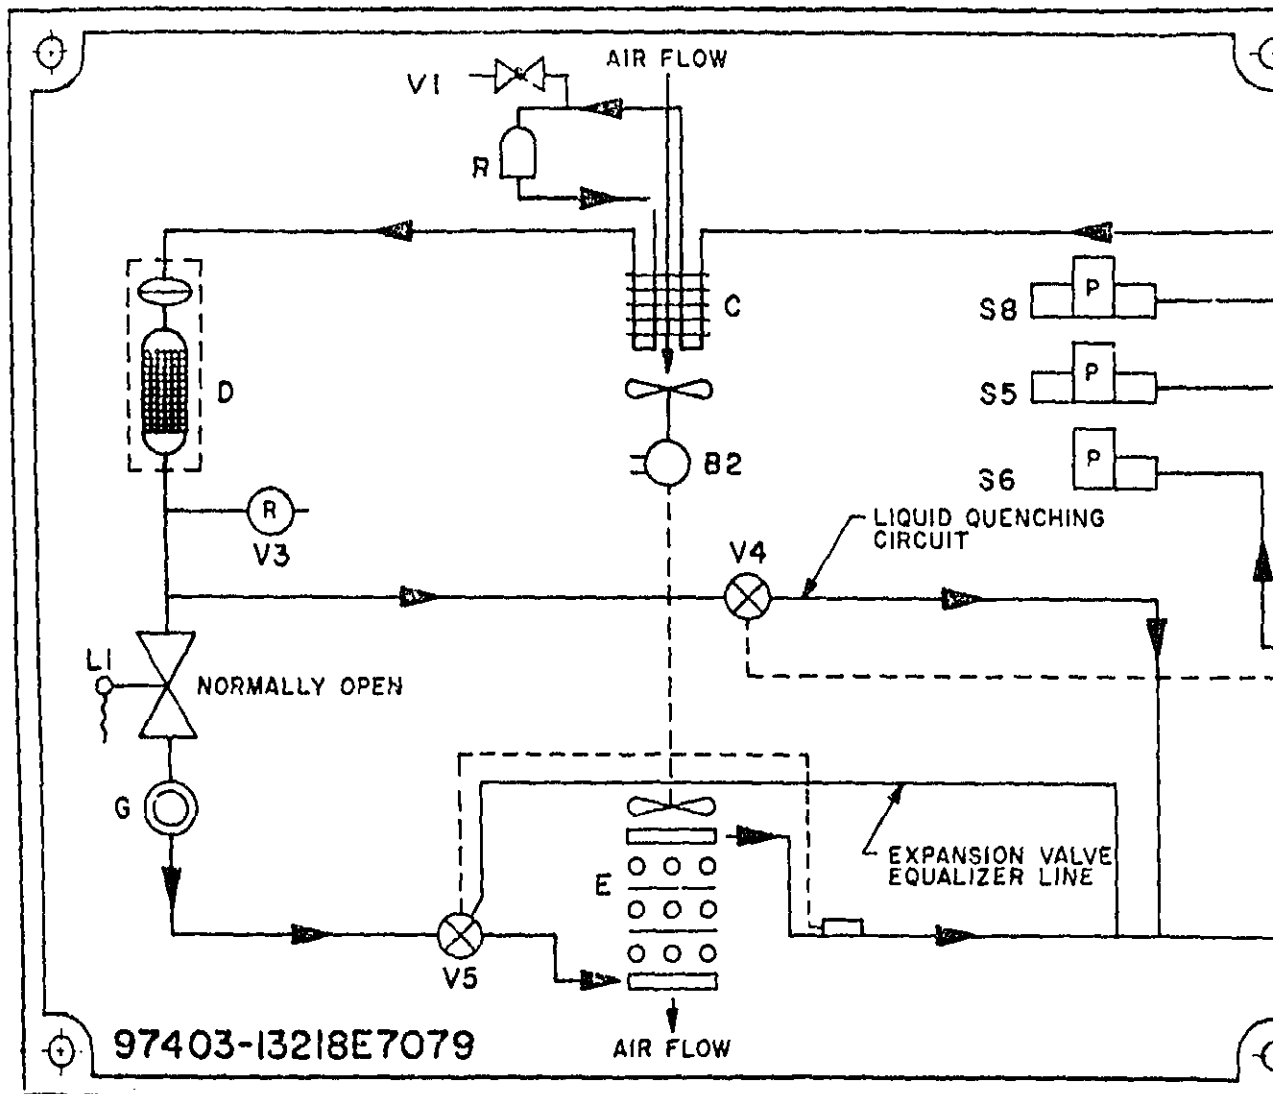 AIR FLOW
V1
R
C
P
S8
P
S5
D
P
B2
S6
R
V3
LIQUID QUENCHING
CIRCUIT
V4
L1
NORMALLY OPEN
G
EXPANSION VALVE
EQUALIZER LINE
E
V5
97403-13218E7079
AIR FLOW